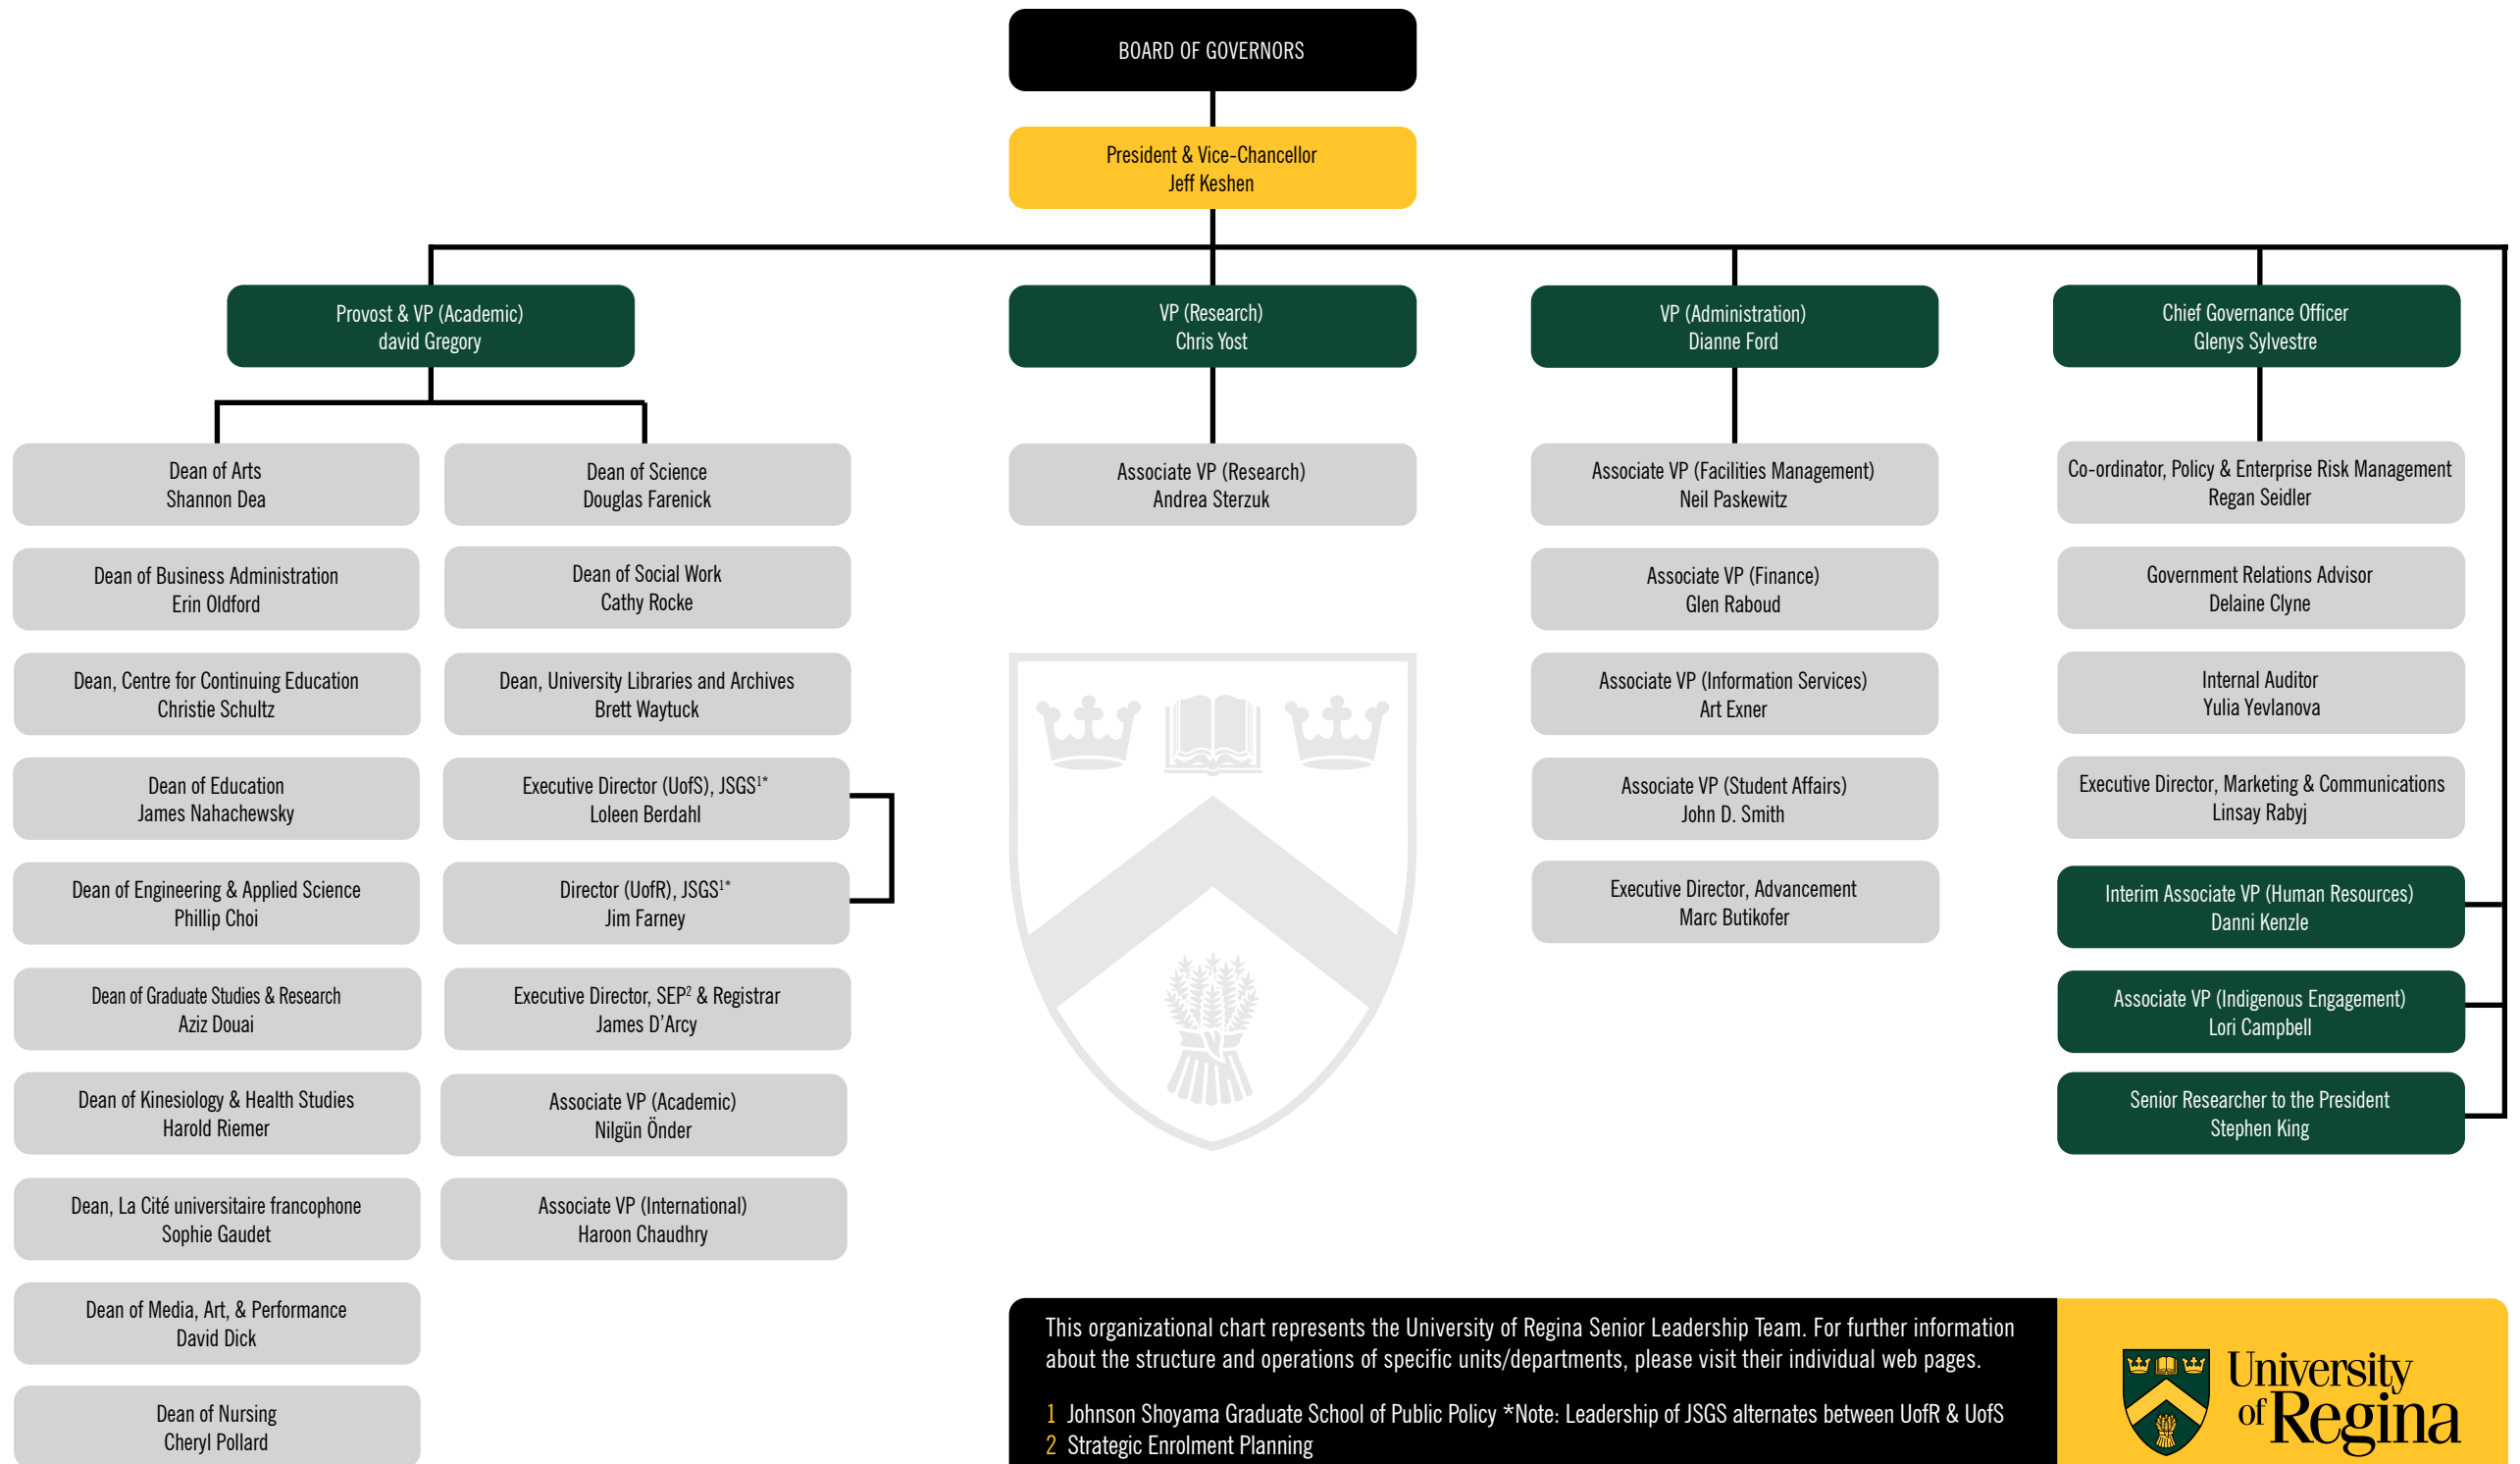 BOARD OF GOVERNORS
President & Vice-Chancellor
Jeff Keshen
Provost & VP (Academic)
david Gregory
VP (Research)
Chris Yost
VP (Administration)
Dianne Ford
Chief Governance Officer
Glenys Sylvestre
Dean of Arts
Shannon Dea
Dean of Business Administration
Erin Oldford
Dean, Centre for Continuing Education
Christie Schultz
Dean of Education
James Nahachewsky
Dean of Engineering & Applied Science
Phillip Choi
Dean of Graduate Studies & Research
Aziz Douai
Dean of Kinesiology & Health Studies
Harold Riemer
Dean, La Cité universitaire francophone
Sophie Gaudet
Dean of Media, Art, & Performance
David Dick
Dean of Nursing
Cheryl Pollard
Dean of Science
Douglas Farenick
Dean of Social Work
Cathy Rocke
Dean, University Libraries and Archives
Brett Waytuck
Executive Director (UofS), JSGS¹*
Loleen Berdahl
Director (UofR), JSGS¹*
Jim Farney
Executive Director, SEP² & Registrar
James D’Arcy
Associate VP (Academic)
Nilgün Önder
Associate VP (International)
Haroon Chaudhry
Associate VP (Research)
Andrea Sterzuk
Associate VP (Facilities Management)
Neil Paskewitz
Associate VP (Finance)
Glen Raboud
Associate VP (Information Services)
Art Exner
Associate VP (Student Affairs)
John D. Smith
Executive Director, Advancement
Marc Butikofer
Co-ordinator, Policy & Enterprise Risk Management
Regan Seidler
Government Relations Advisor
Delaine Clyne
Internal Auditor
Yulia Yevlanova
Executive Director, Marketing & Communications
Linsay Rabyj
Interim Associate VP (Human Resources)
Danni Kenzle
Associate VP (Indigenous Engagement)
Lori Campbell
Senior Researcher to the President
Stephen King
This organizational chart represents the University of Regina Senior Leadership Team. For further information
about the structure and operations of specific units/departments, please visit their individual web pages.
1 Johnson Shoyama Graduate School of Public Policy *Note: Leadership of JSGS alternates between UofR & UofS
2 Strategic Enrolment Planning
University
of Regina